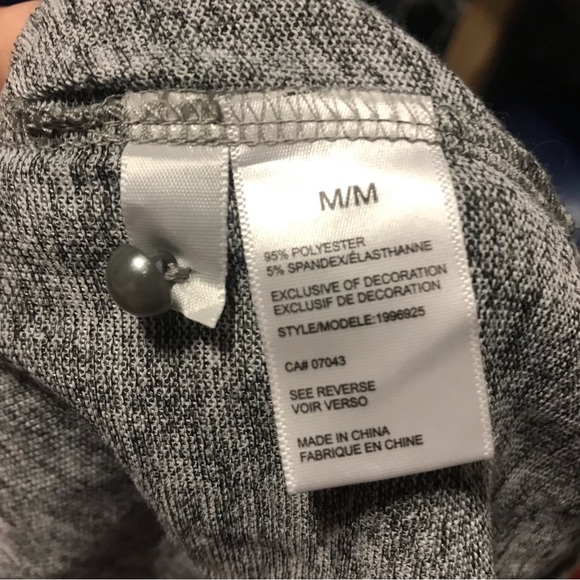 M/M
95% POLYESTER
5% SPANDEX/ÉLASTHANNE
EXCLUSIVE OF DECORATION
EXCLUSIF DE DECORATION
STYLE/MODELE:1996925
CA# 07043
SEE REVERSE
VOIR VERSO
MADE IN CHINA
FABRIQUE EN CHINE